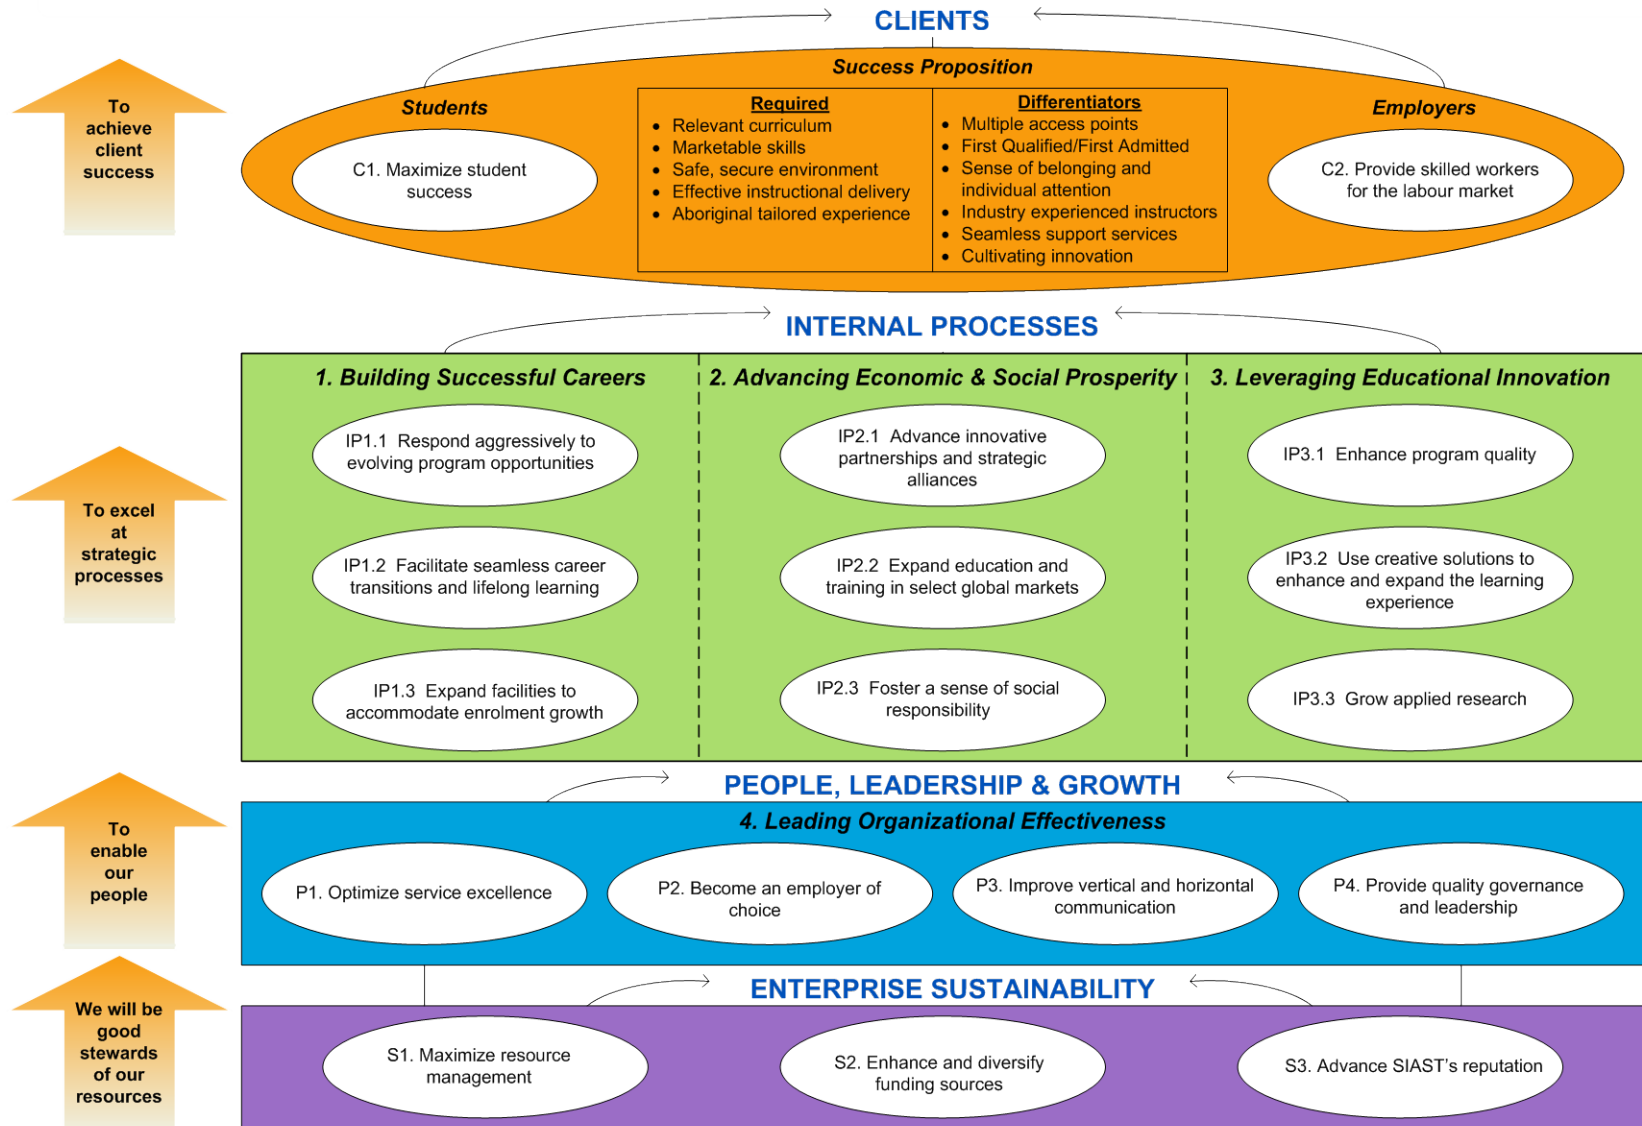 CLIENTS
To
achieve
client
success
Success Proposition
Students
C1. Maximize student
success
Required
• Relevant curriculum
• Marketable skills
• Safe, secure environment
• Effective instructional delivery
• Aboriginal tailored experience
Differentiators
• Multiple access points
• First Qualified/First Admitted
• Sense of belonging and
individual attention
• Industry experienced instructors
• Seamless support services
• Cultivating innovation
Employers
C2. Provide skilled workers
for the labour market
INTERNAL PROCESSES
To excel
at
strategic
processes
1. Building Successful Careers
IP1.1 Respond aggressively to
evolving program opportunities
IP1.2 Facilitate seamless career
transitions and lifelong learning
IP1.3 Expand facilities to
accommodate enrolment growth
2. Advancing Economic & Social Prosperity
IP2.1 Advance innovative
partnerships and strategic
alliances
IP2.2 Expand education and
training in select global markets
IP2.3 Foster a sense of social
responsibility
3. Leveraging Educational Innovation
IP3.1 Enhance program quality
IP3.2 Use creative solutions to
enhance and expand the learning
experience
IP3.3 Grow applied research
PEOPLE, LEADERSHIP & GROWTH
To
enable
our
people
4. Leading Organizational Effectiveness
P1. Optimize service excellence
P2. Become an employer of
choice
P3. Improve vertical and horizontal
communication
P4. Provide quality governance
and leadership
ENTERPRISE SUSTAINABILITY
We will be
good
stewards
of our
resources
S1. Maximize resource
management
S2. Enhance and diversify
funding sources
S3. Advance SIAST's reputation